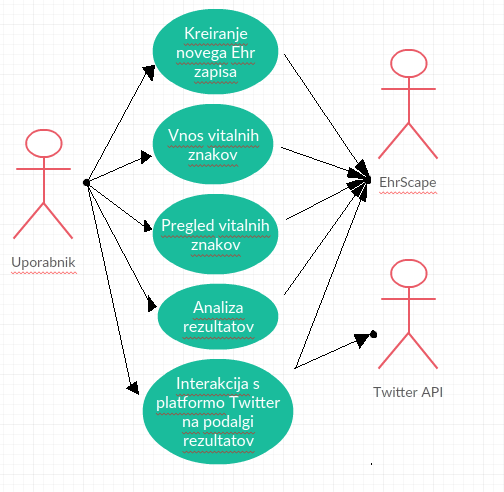 Kreiranje
novega Ehr
zapisa
Vnos vitalnih
znakov
Pregled vitalnih
znakov
Analiza
rezultatov
Interakcija s
platformo Twitter
na podalgi
rezultatov
Uporabnik
EhrScape
Twitter API